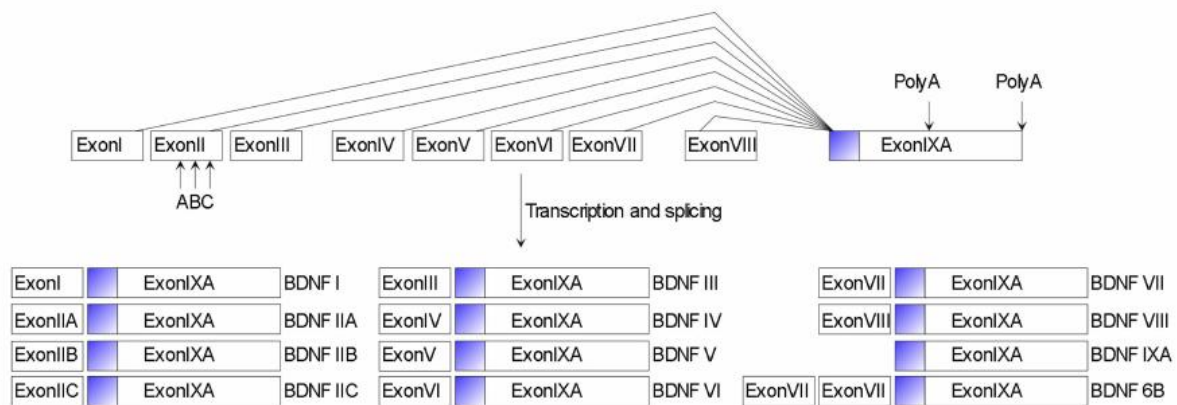 PolyA PolyA
ExonI ExonII ExonIII ExonIV ExonV ExonVI ExonVII ExonVIII ExonIXA
ABC
Transcription and splicing
ExonI ExonIXA BDNF I ExonIII ExonIXA BDNF III ExonVII ExonIXA BDNF VII
ExonIIA ExonIXA BDNF IIA ExonIV ExonIXA BDNF IV ExonVIII ExonIXA BDNF VIII
ExonIIB ExonIXA BDNF IIB ExonV ExonIXA BDNF V ExonIXA BDNF IXA
ExonIIC ExonIXA BDNF IIC ExonVI ExonIXA BDNF VI ExonVII ExonVII ExonIXA BDNF 6B